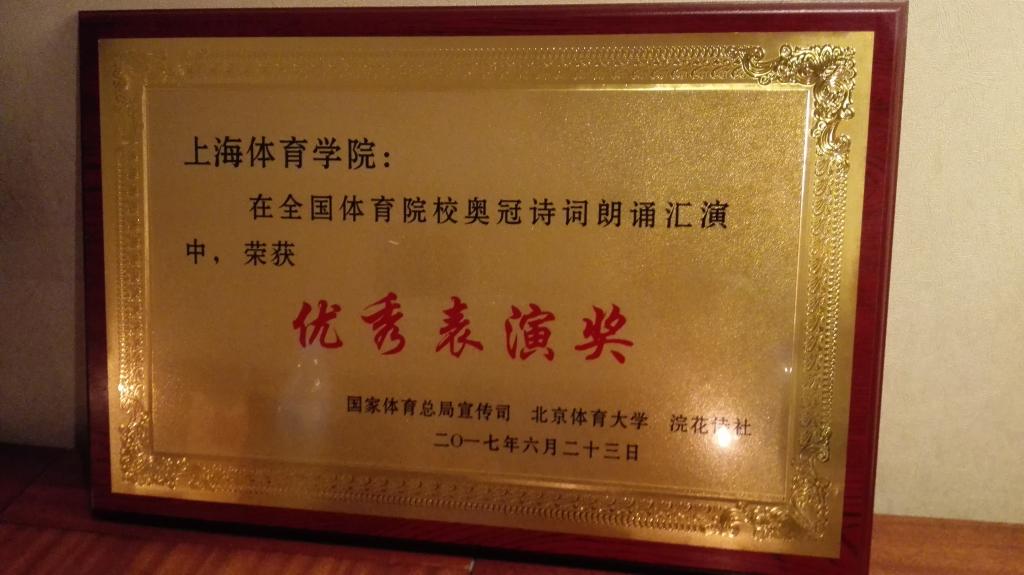 上海体育学院：
在全国体育院校奥冠诗词朗诵汇演
中，荣获
优秀表演奖
国家体育总局宣传司 北京体育大学 浣花诗社
二〇一七年六月二十三日